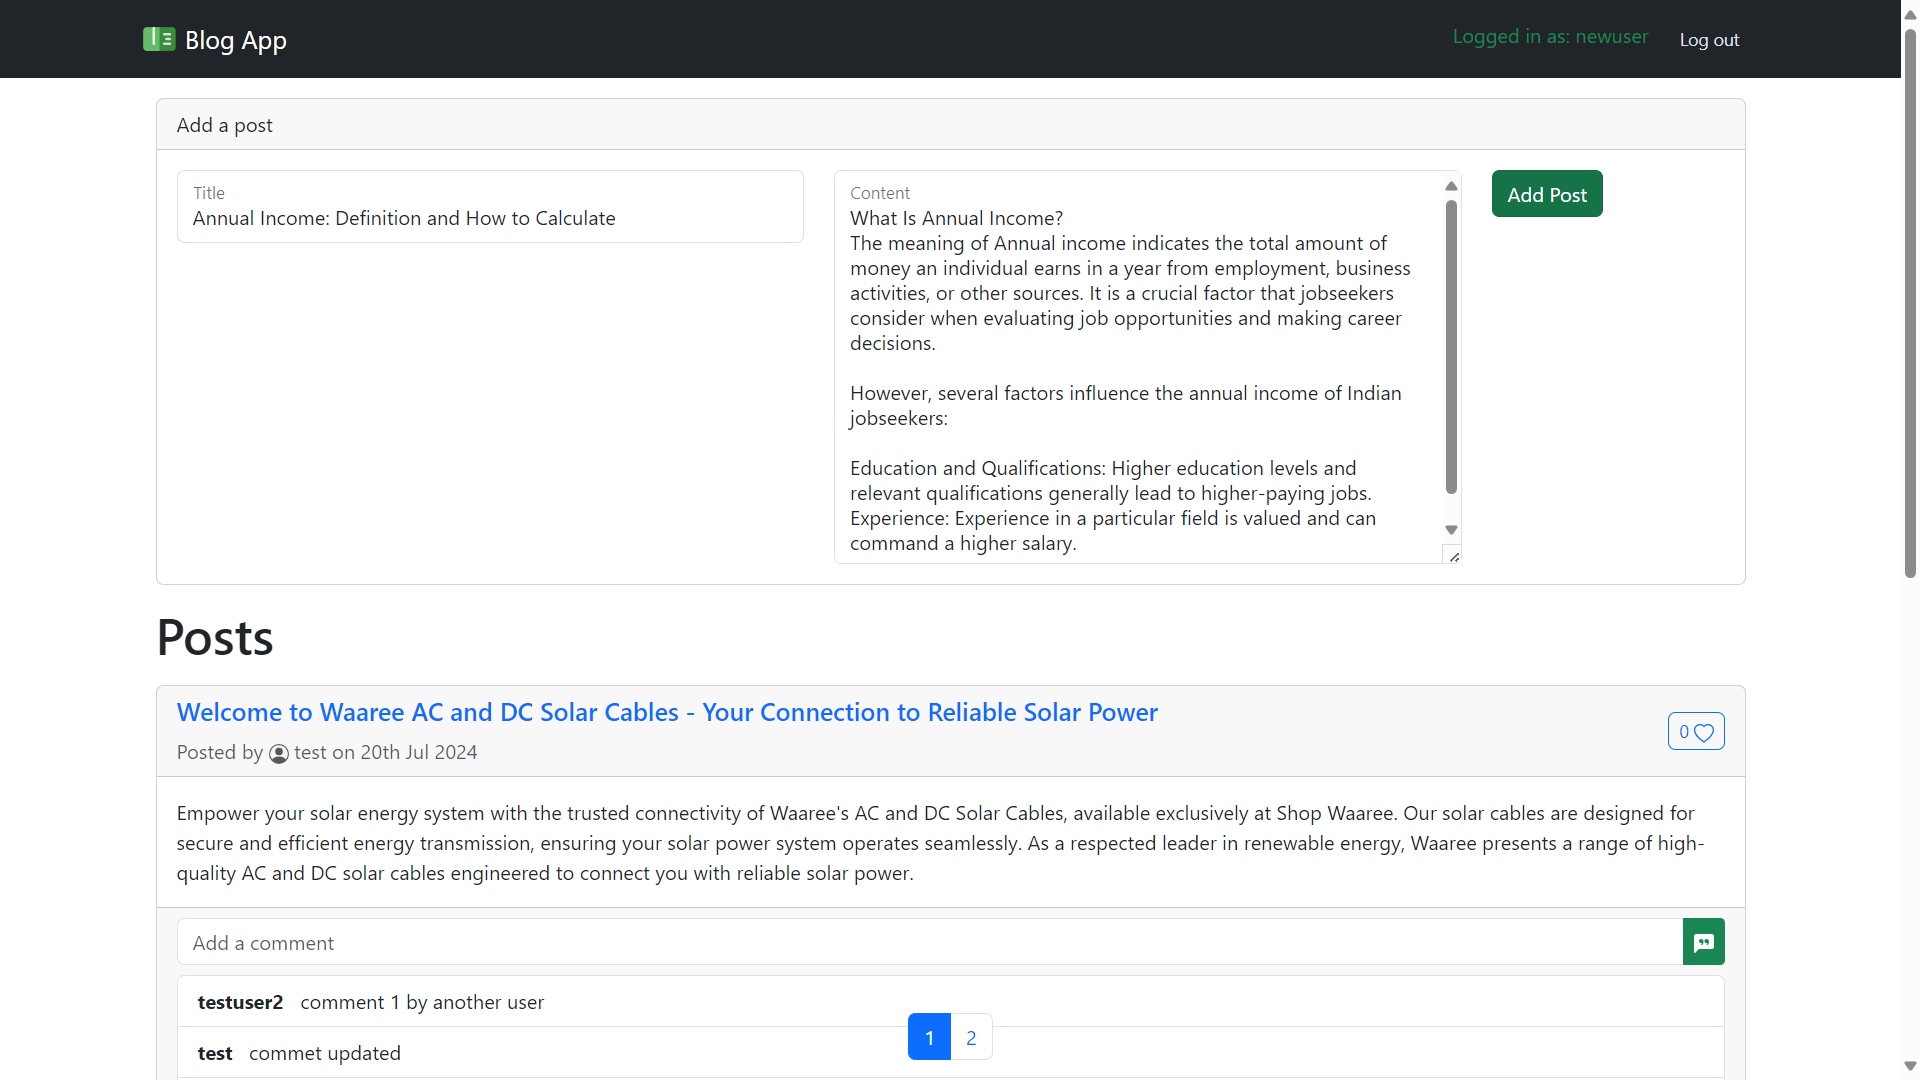 Blog App
Logged in as: newuser
Log out
Add a post
Title
Annual Income: Definition and How to Calculate
Content
What Is Annual Income?
The meaning of Annual income indicates the total amount of
money an individual earns in a year from employment, business
activities, or other sources. It is a crucial factor that jobseekers
consider when evaluating job opportunities and making career
decisions.
However, several factors influence the annual income of Indian
jobseekers:
Education and Qualifications: Higher education levels and
relevant qualifications generally lead to higher-paying jobs.
Experience: Experience in a particular field is valued and can
command a higher salary.
Add Post
Posts
Welcome to Waaree AC and DC Solar Cables - Your Connection to Reliable Solar Power
Posted by test on 20th Jul 2024
0
Empower your solar energy system with the trusted connectivity of Waaree's AC and DC Solar Cables, available exclusively at Shop Waaree. Our solar cables are designed for
secure and efficient energy transmission, ensuring your solar power system operates seamlessly. As a respected leader in renewable energy, Waaree presents a range of high-
quality AC and DC solar cables engineered to connect you with reliable solar power.
Add a comment
testuser2 comment 1 by another user
test commet updated
1 2